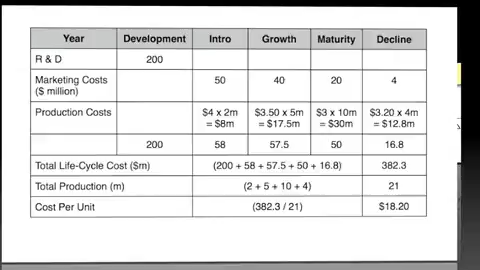 Year Development Intro Growth Maturity Decline
R & D 200
Marketing Costs 50 40 20 4
($ million)
Production Costs $4 x 2m $3.50 x 5m $3 x 10m $3.20 x 4m
= $8m = $17.5m = $30m = $12.8m
200 58 57.5 50 16.8
Total Life-Cycle Cost ($m) (200 + 58 + 57.5 + 50 + 16.8) 382.3
Total Production (m) (2 + 5 + 10 + 4) 21
Cost Per Unit (382.3 / 21) $18.20